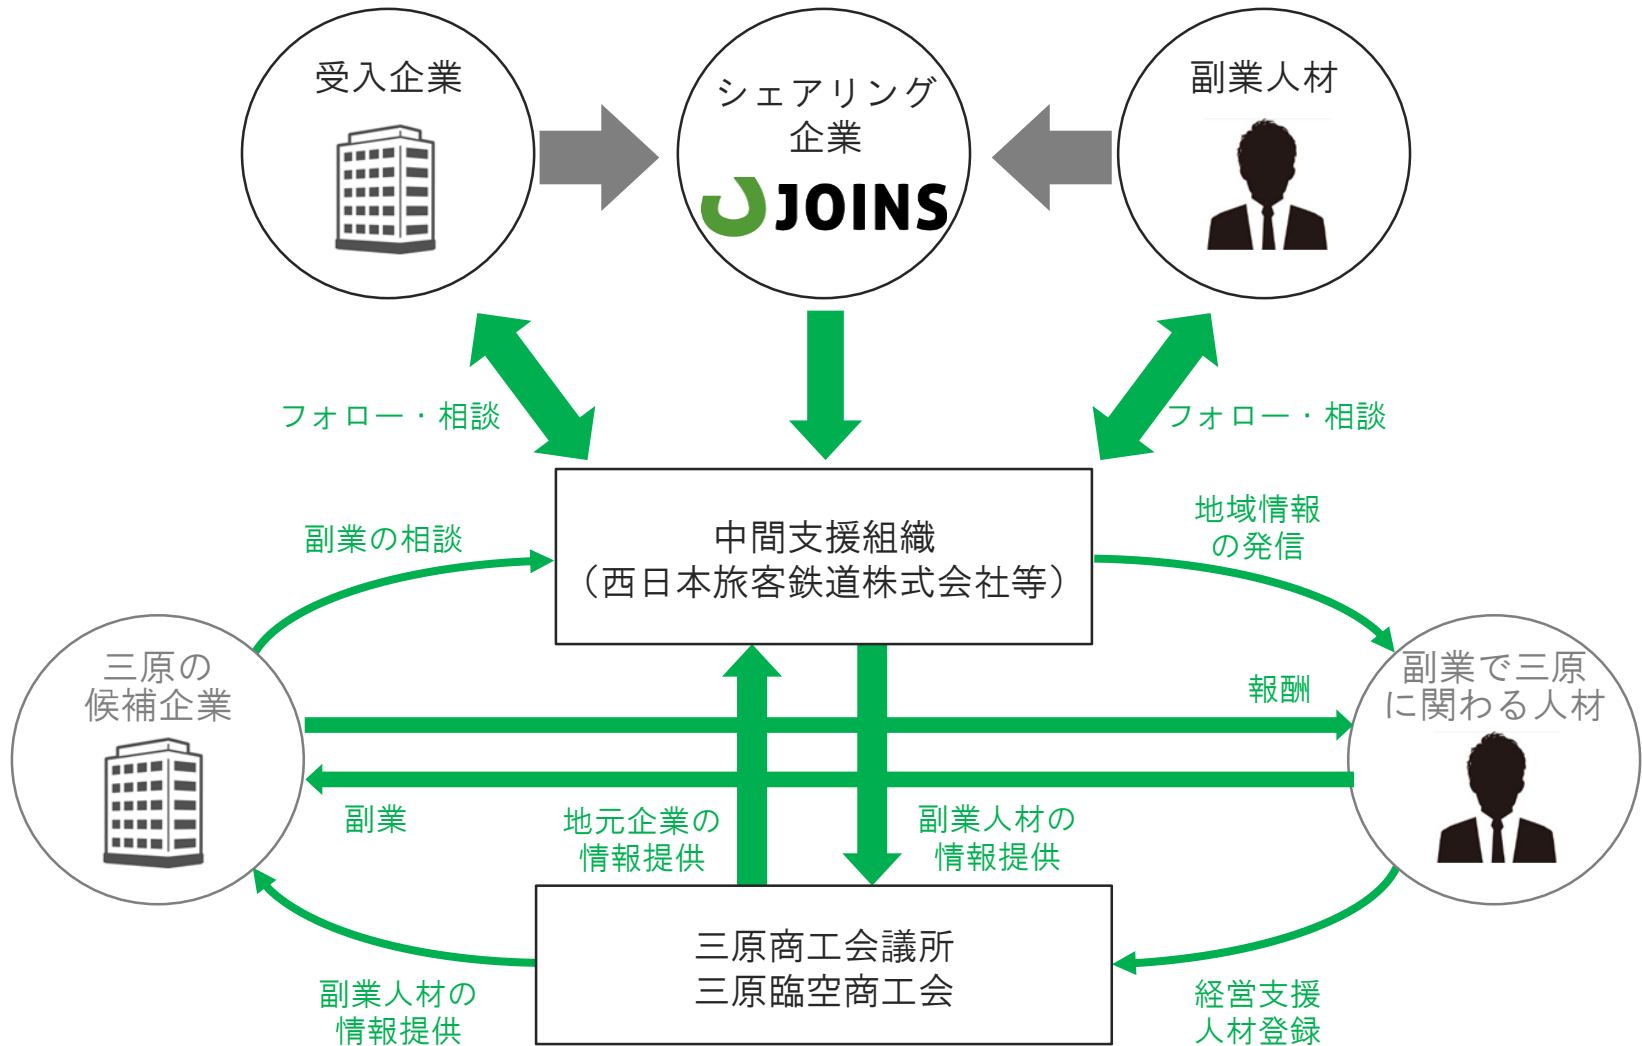 受入企業
シェアリング
企業
JOINS
副業人材
フォロー・相談
フォロー・相談
副業の相談
中間支援組織
（西日本旅客鉄道株式会社等）
地域情報
の発信
三原の
候補企業
副業で三原
に関わる人材
報酬
副業
地元企業の
情報提供
副業人材の
情報提供
三原商工会議所
三原臨空商工会
副業人材の
情報提供
経営支援
人材登録